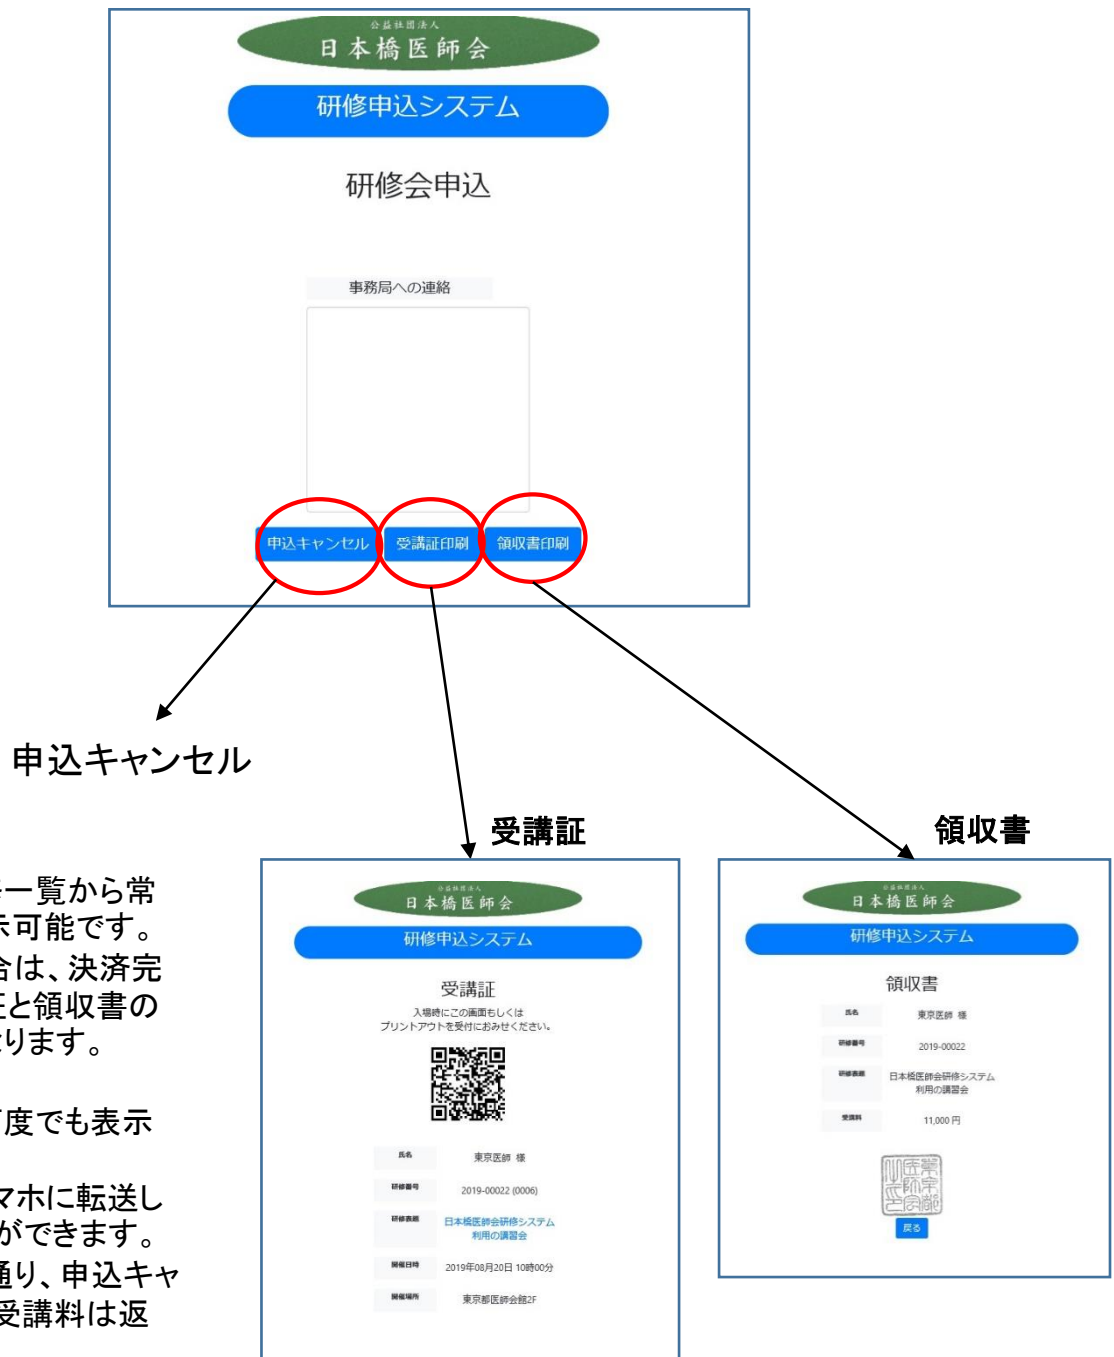 公益社団法人
日本橋医師会
研修申込システム
研修会申込
事務局への連絡
申込キャンセル
受講証印刷
領収書印刷
申込キャンセル
一覧から常
示可能です。
合は、決済完
証と領収書の
ります。
度でも表示
マホに転送し
ができます。
通り、申込キャ
受講料は返
受講証
公益社団法人
日本橋医師会
研修申込システム
受講証
入場時にこの画面もしくは
プリントアウトを受付におみせください。
氏名 東京医師 様
研修番号 2019-00022 (0006)
研修表題 日本橋医師会研修システム
利用の講習会
開催日時 2019年08月20日 10時00分
開催場所 東京都医師会館2F
領収書
公益社団法人
日本橋医師会
研修申込システム
領収書
氏名 東京医師 様
研修番号 2019-00022
研修表題 日本橋医師会研修システム
利用の講習会
受講料 11,000 円
戻る